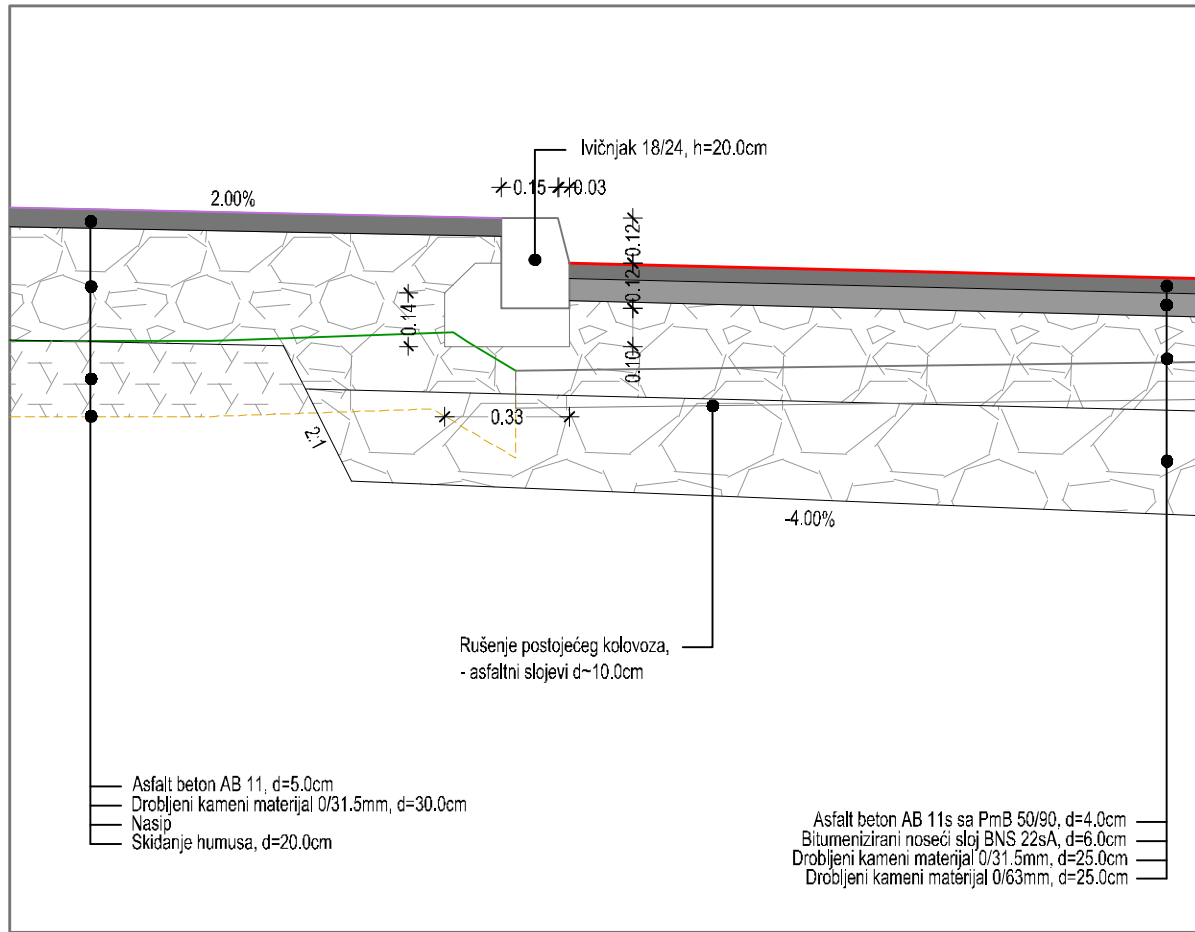 Ivičnjak 18/24, h=20.0cm
2.00%
0.15
0.03
0.12
0.12
0.14
0.10
0.33
2:1
-4.00%
Rušenje postojećeg kolovoza,
- asfaltni slojevi d~10.0cm
Asfalt beton AB 11, d=5.0cm
Drobljeni kameni materijal 0/31.5mm, d=30.0cm
Nasip
Skidanje humusa, d=20.0cm
Asfalt beton AB 11s sa PmB 50/90, d=4.0cm
Bitumenizirani noseći sloj BNS 22sA, d=6.0cm
Drobljeni kameni materijal 0/31.5mm, d=25.0cm
Drobljeni kameni materijal 0/63mm, d=25.0cm